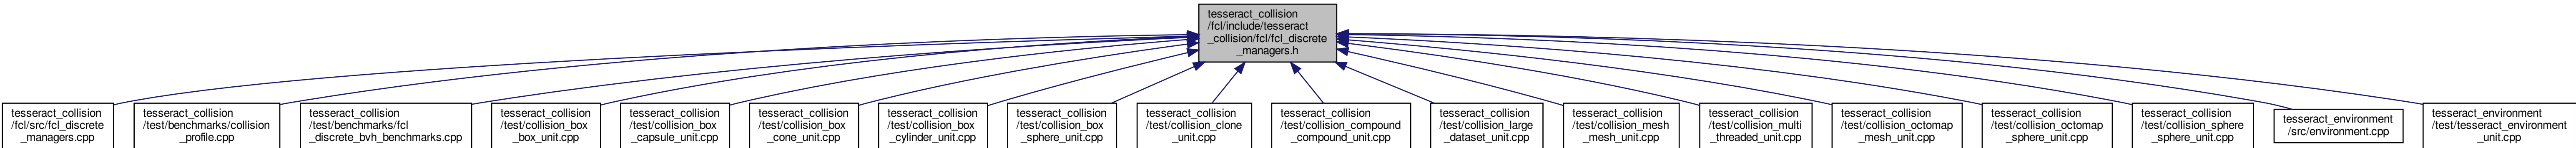 tesseract_collision
/fcl/include/tesseract
_collision/fcl/fcl_discrete
_managers.h
tesseract_collision
/fcl/src/fcl_discrete
_managers.cpp
tesseract_collision
/test/benchmarks/collision
_profile.cpp
tesseract_collision
/test/benchmarks/fcl
_discrete_bvh_benchmarks.cpp
tesseract_collision
/test/collision_box
_box_unit.cpp
tesseract_collision
/test/collision_box
_capsule_unit.cpp
tesseract_collision
/test/collision_box
_cone_unit.cpp
tesseract_collision
/test/collision_box
_cylinder_unit.cpp
tesseract_collision
/test/collision_box
_sphere_unit.cpp
tesseract_collision
/test/collision_clone
_unit.cpp
tesseract_collision
/test/collision_compound
_compound_unit.cpp
tesseract_collision
/test/collision_large
_dataset_unit.cpp
tesseract_collision
/test/collision_mesh
_mesh_unit.cpp
tesseract_collision
/test/collision_multi
_threaded_unit.cpp
tesseract_collision
/test/collision_octomap
_mesh_unit.cpp
tesseract_collision
/test/collision_octomap
_sphere_unit.cpp
tesseract_collision
/test/collision_sphere
_sphere_unit.cpp
tesseract_environment
/src/environment.cpp
tesseract_environment
/test/tesseract_environment
_unit.cpp